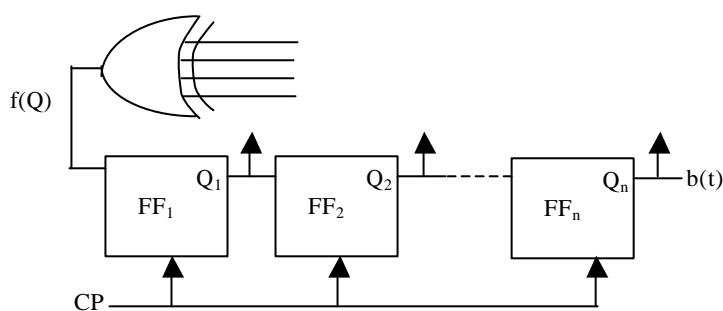 f(Q)
Q₁ Q₂ Qₙ b(t)
FF₁ FF₂ FFₙ
CP